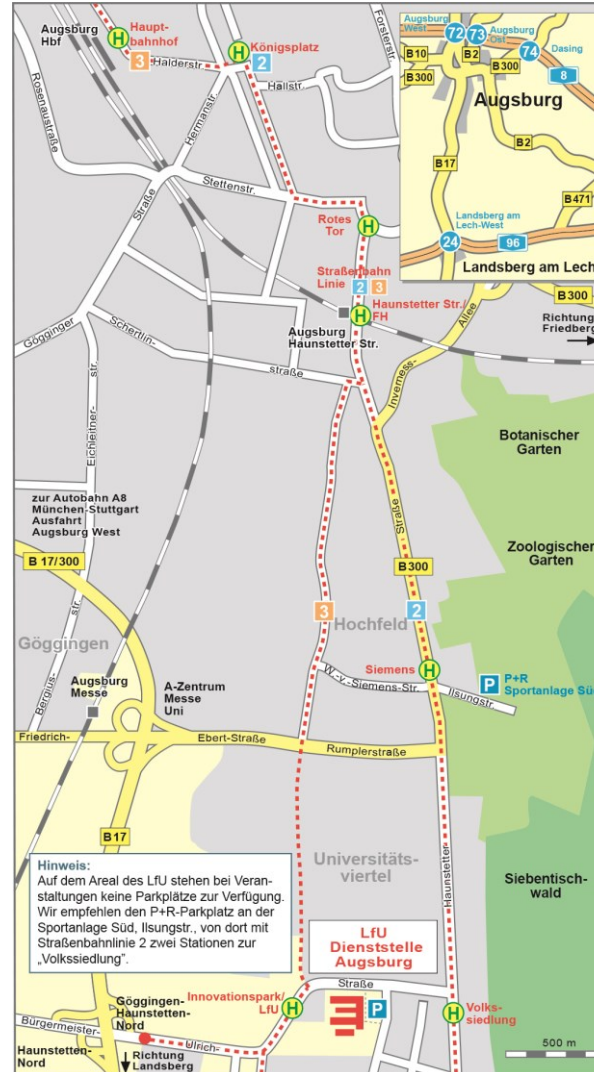 Augsburg
Hbf
H
Haupt-
bahnhof
3
Halderstr.
H
Königsplatz
2
Hallstr.
Forsterstr.
Rosenaustraße
Hermanstr.
Augsburg
West
72
73
Augsburg
Ost
74
Dasing
B10
B2
B300
8
Augsburg
B2
B17
B471
Landsberg am
Lech-West
24
96
Landsberg am Lech
Straße
Stettenstr.
Rotes
Tor
H
Straßenbahn
Linie
2
3
Haunstetter Str./
FH
H
Augsburg
Haunstetter Str.
B300
Richtung
Friedberg
Gögginger
Schertlin-
straße
Inverness-
Allee
Eichleitner-
str.
Botanischer
Garten
zur Autobahn A8
München-Stuttgart
Ausfahrt
Augsburg West
B 17/300
Straße
B300
Zoologischer
Garten
3
Hochfeld
2
Göggingen
Bergius-
str.
Siemens
H
W.-v.-Siemens-Str.
Ilsungstr.
P
P+R
Sportanlage Süd
Augsburg
Messe
A-Zentrum
Messe
Uni
Friedrich-
Ebert-Straße
Rumplerstraße
B17
Haunstetter
Hinweis:
Auf dem Areal des LfU stehen bei Veran-
staltungen keine Parkplätze zur Verfügung.
Wir empfehlen den P+R-Parkplatz an der
Sportanlage Süd, Ilsungstr., von dort mit
Straßenbahnlinie 2 zwei Stationen zur
„Volkssiedlung".
Universitäts-
viertel
Siebentisch-
wald
LfU
Dienststelle
Augsburg
Innovationspark/
LfU
H
Straße
P
H
Volks-
siedlung
Göggingen-
Haunstetten-
Nord
Bürgermeister-
Ulrich-
Haunstetten-
Nord
Richtung
Landsberg
500 m